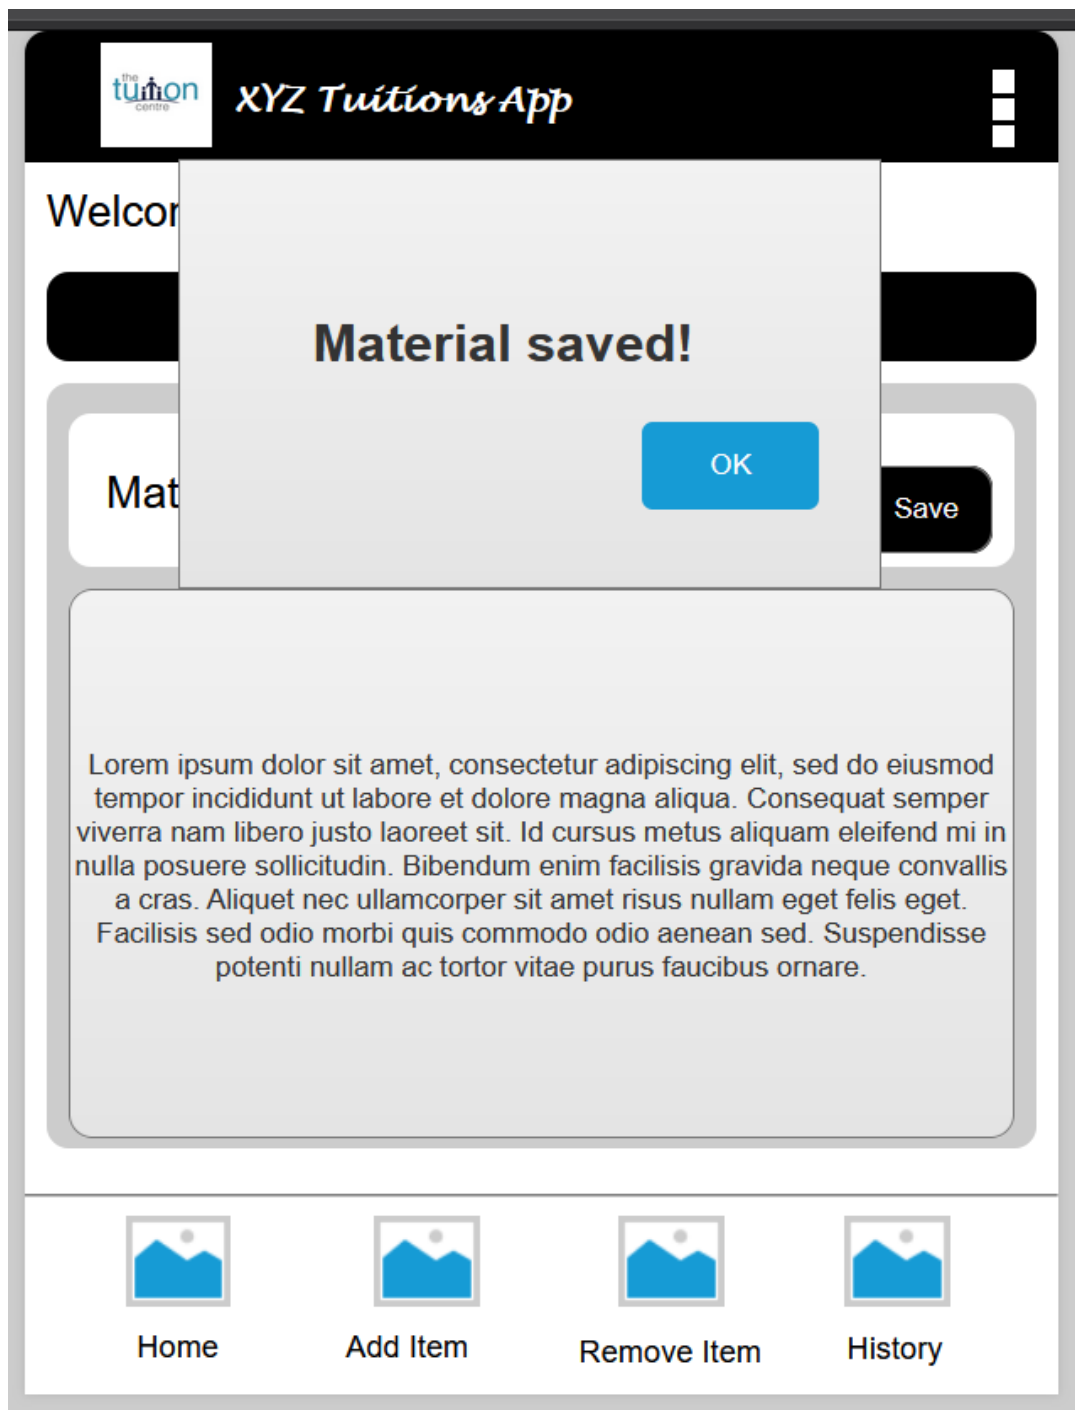 the
tuition
centre
XYZ Tuitions App
Welcor
Material saved!
OK
Mat
Save
Lorem ipsum dolor sit amet, consectetur adipiscing elit, sed do eiusmod
tempor incididunt ut labore et dolore magna aliqua. Consequat semper
viverra nam libero justo laoreet sit. Id cursus metus aliquam eleifend mi in
nulla posuere sollicitudin. Bibendum enim facilisis gravida neque convallis
a cras. Aliquet nec ullamcorper sit amet risus nullam eget felis eget.
Facilisis sed odio morbi quis commodo odio aenean sed. Suspendisse
potenti nullam ac tortor vitae purus faucibus ornare.
Home
Add Item
Remove Item
History